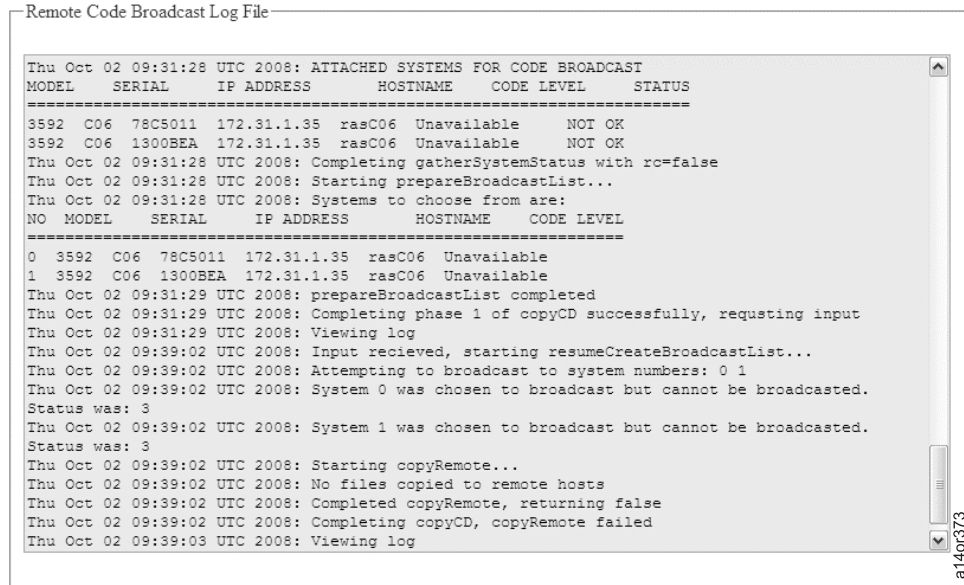 Remote Code Broadcast Log File
Thu Oct 02 09:31:28 UTC 2008: ATTACHED SYSTEMS FOR CODE BROADCAST
MODEL SERIAL IP ADDRESS HOSTNAME CODE LEVEL STATUS
======================================================================
3592 C06 78C5011 172.31.1.35 rasC06 Unavailable NOT OK
3592 C06 1300BEA 172.31.1.35 rasC06 Unavailable NOT OK
Thu Oct 02 09:31:28 UTC 2008: Completing gatherSystemStatus with rc=false
Thu Oct 02 09:31:28 UTC 2008: Starting prepareBroadcastList...
Thu Oct 02 09:31:28 UTC 2008: Systems to choose from are:
NO MODEL SERIAL IP ADDRESS HOSTNAME CODE LEVEL
===============================================================
0 3592 C06 78C5011 172.31.1.35 rasC06 Unavailable
1 3592 C06 1300BEA 172.31.1.35 rasC06 Unavailable
Thu Oct 02 09:31:29 UTC 2008: prepareBroadcastList completed
Thu Oct 02 09:31:29 UTC 2008: Completing phase 1 of copyCD successfully, requsting input
Thu Oct 02 09:31:29 UTC 2008: Viewing log
Thu Oct 02 09:39:02 UTC 2008: Input recieved, starting resumeCreateBroadcastList...
Thu Oct 02 09:39:02 UTC 2008: Attempting to broadcast to system numbers: 0 1
Thu Oct 02 09:39:02 UTC 2008: System 0 was chosen to broadcast but cannot be broadcasted.
Status was: 3
Thu Oct 02 09:39:02 UTC 2008: System 1 was chosen to broadcast but cannot be broadcasted.
Status was: 3
Thu Oct 02 09:39:02 UTC 2008: Starting copyRemote...
Thu Oct 02 09:39:02 UTC 2008: No files copied to remote hosts
Thu Oct 02 09:39:02 UTC 2008: Completed copyRemote, returning false
Thu Oct 02 09:39:02 UTC 2008: Completing copyCD, copyRemote failed
Thu Oct 02 09:39:03 UTC 2008: Viewing log
a14or373